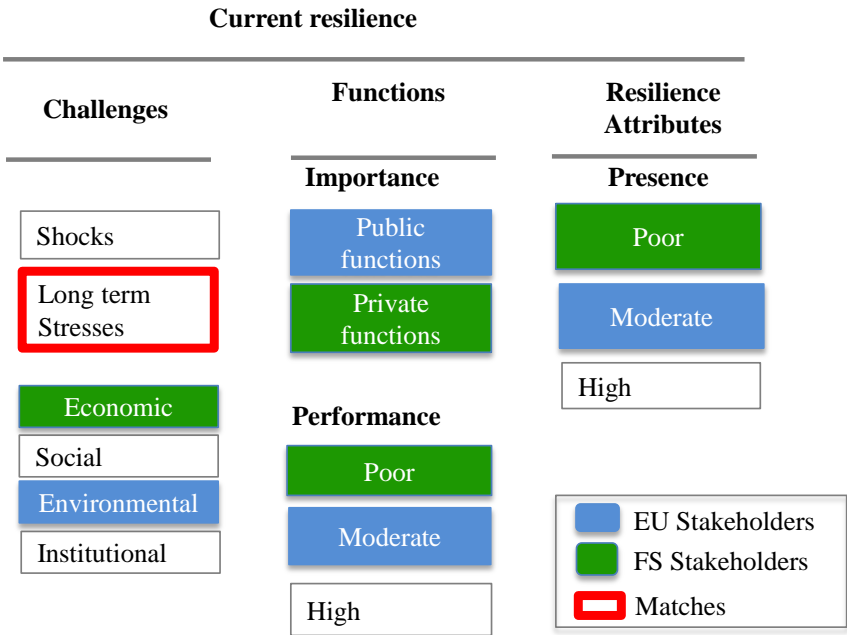 Current resilience
Challenges
Shocks
Long term
Stresses
Economic
Social
Environmental
Institutional
Functions
Importance
Public
functions
Private
functions
Performance
Poor
Moderate
High
Resilience
Attributes
Presence
Poor
Moderate
High
EU Stakeholders
FS Stakeholders
Matches